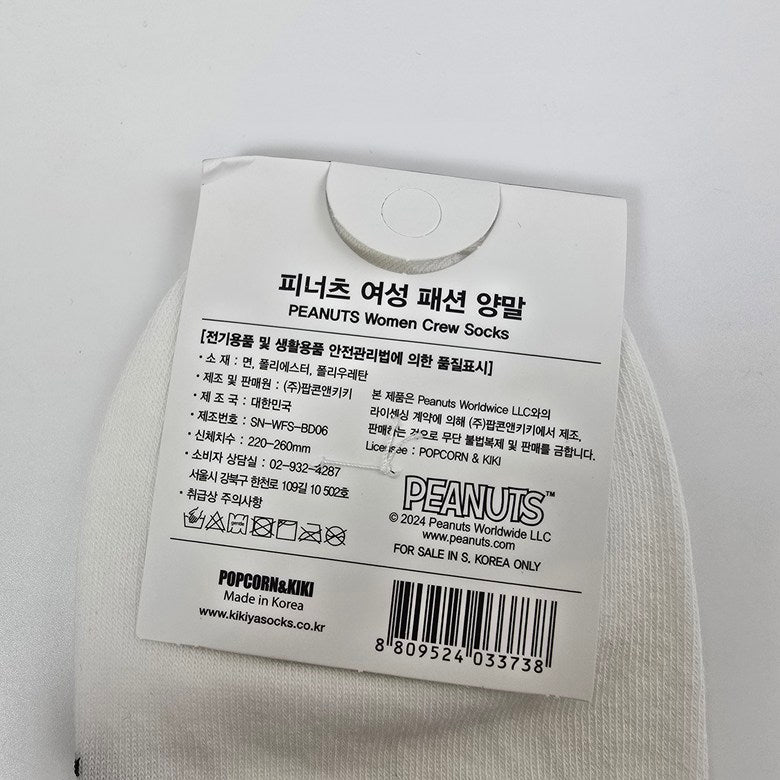 피너츠 여성 패션 양말
PEANUTS Women Crew Socks
[전기용품 및 생활용품 안전관리법에 의한 품질표시]
• 소 재 : 면, 폴리에스터, 폴리우레탄
• 제조 및 판매원 : (주)팝콘앤키키
• 제 조 국 : 대한민국
• 제조번호 : SN-WFS-BD06
• 신체치수 : 220-260mm
• 소비자 상담실 : 02-932-4287
서울시 강북구 한천로 109길 10 502호
• 취급상 주의사항
본 제품은 Peanuts Worldwice LLC와의
라이센싱 계약에 의해 (주)팝콘앤키키에서 제조,
판매하는 것으로 무단 불법복제 및 판매를 금합니다.
Licensee : POPCORN & KIKI
PEANUTS™
© 2024 Peanuts Worldwide LLC
www.peanuts.com
FOR SALE IN S. KOREA ONLY
POPCORN&KIKI
Made in Korea
www.kikiyasocks.co.kr
8 809524 033738